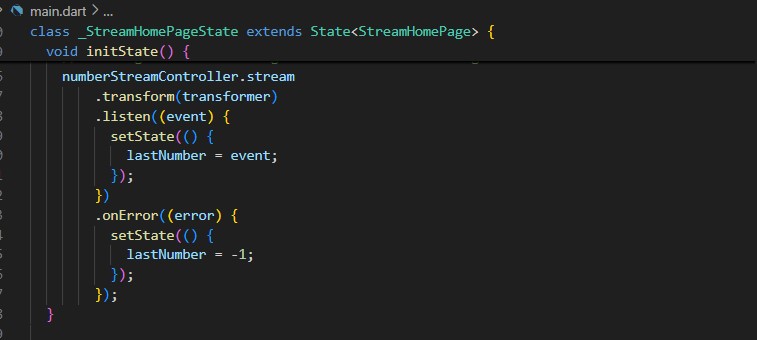 main.dart > ...
class _StreamHomePageState extends State<StreamHomePage> {
  void initState() {
    numberStreamController.stream
        .transform(transformer)
        .listen((event) {
          setState(() {
            lastNumber = event;
          });
        })
        .onError((error) {
          setState(() {
            lastNumber = -1;
          });
        });
  }